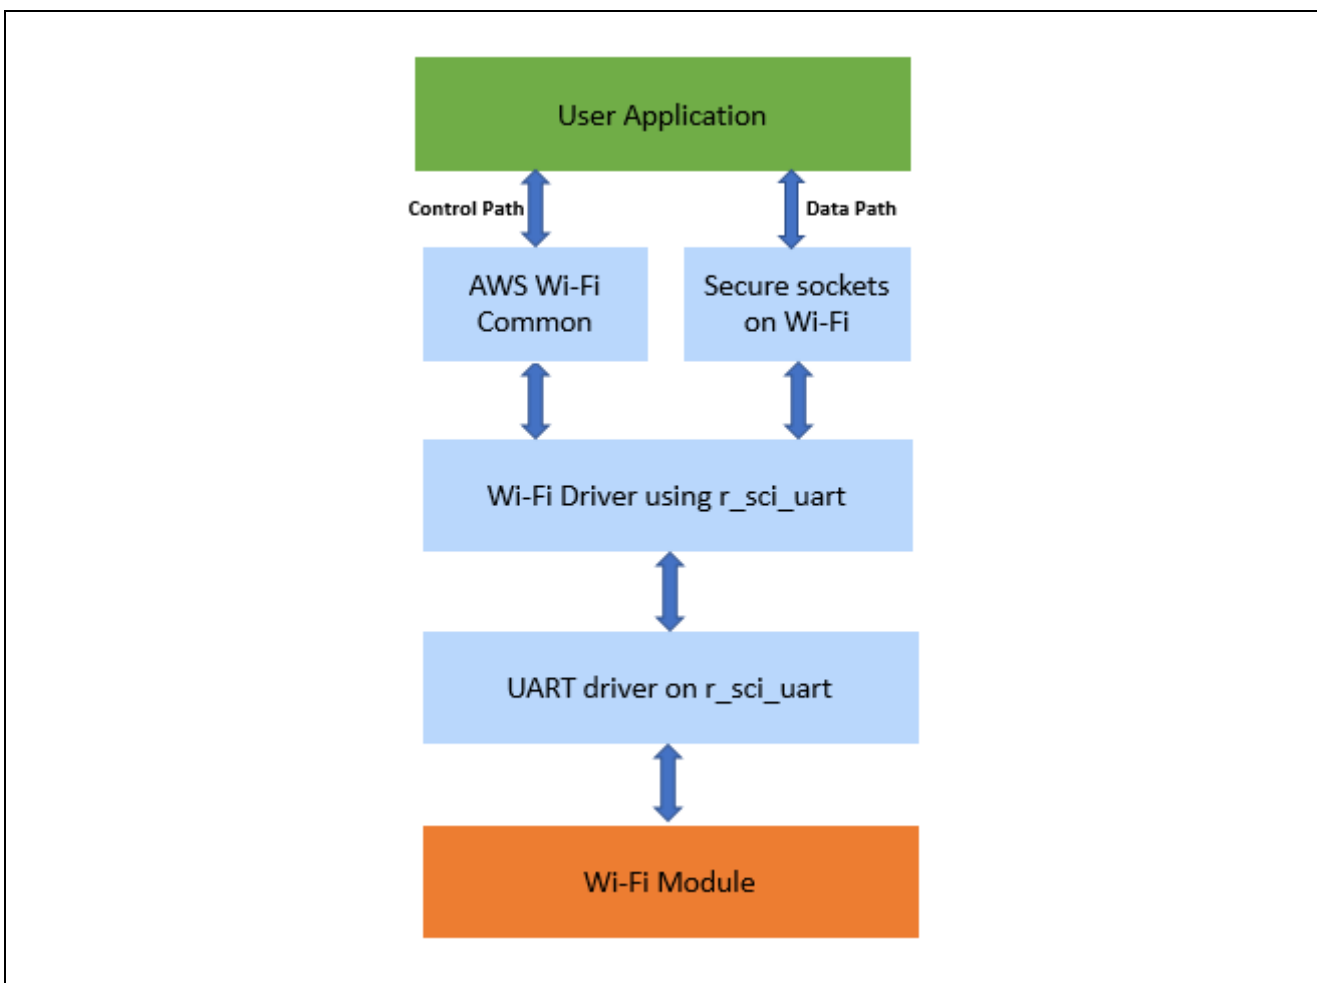 User Application
Control Path
Data Path
AWS Wi-Fi
Common
Secure sockets
on Wi-Fi
Wi-Fi Driver using r_sci_uart
UART driver on r_sci_uart
Wi-Fi Module